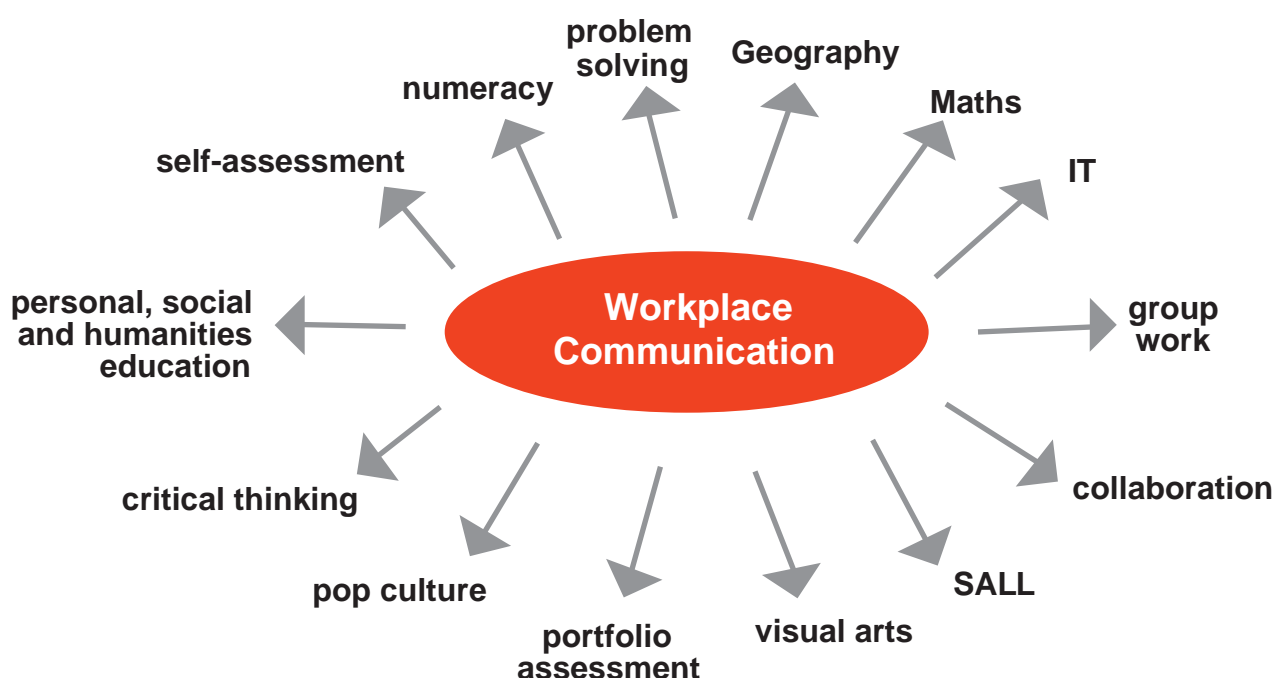 problem
solving
Geography
numeracy
Maths
self-assessment
IT
personal, social
and humanities
education
Workplace
Communication
group
work
critical thinking
collaboration
pop culture
SALL
portfolio
assessment
visual arts